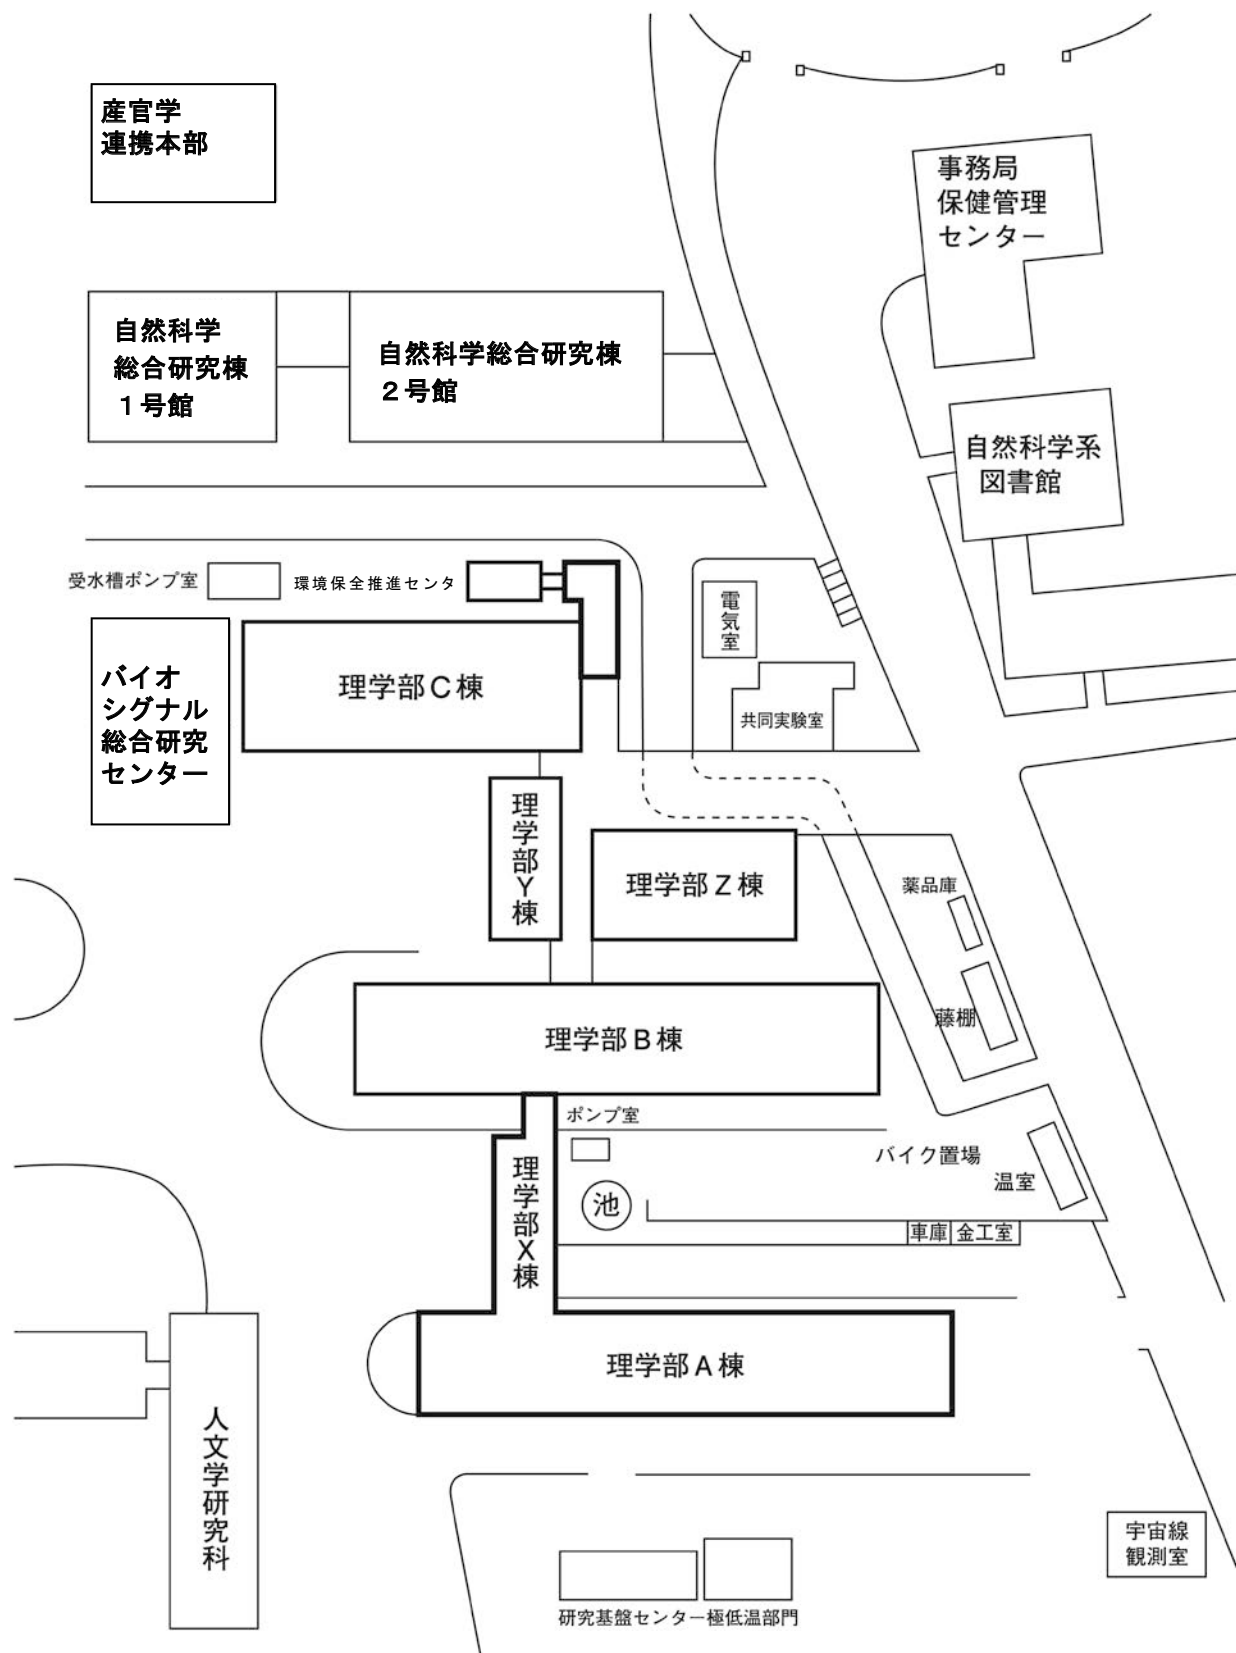 産官学
連携本部
事務局
保健管理
センター
自然科学
総合研究棟
１号館
自然科学総合研究棟
２号館
自然科学系
図書館
受水槽ポンプ室
環境保全推進センタ
電気室
バイオ
シグナル
総合研究
センター
理学部Ｃ棟
共同実験室
理学部Ｙ棟
理学部Ｚ棟
薬品庫
藤棚
理学部Ｂ棟
ポンプ室
バイク置場
温室
理学部Ｘ棟
池
車庫
金工室
理学部Ａ棟
人文学研究科
宇宙線
観測室
研究基盤センター極低温部門